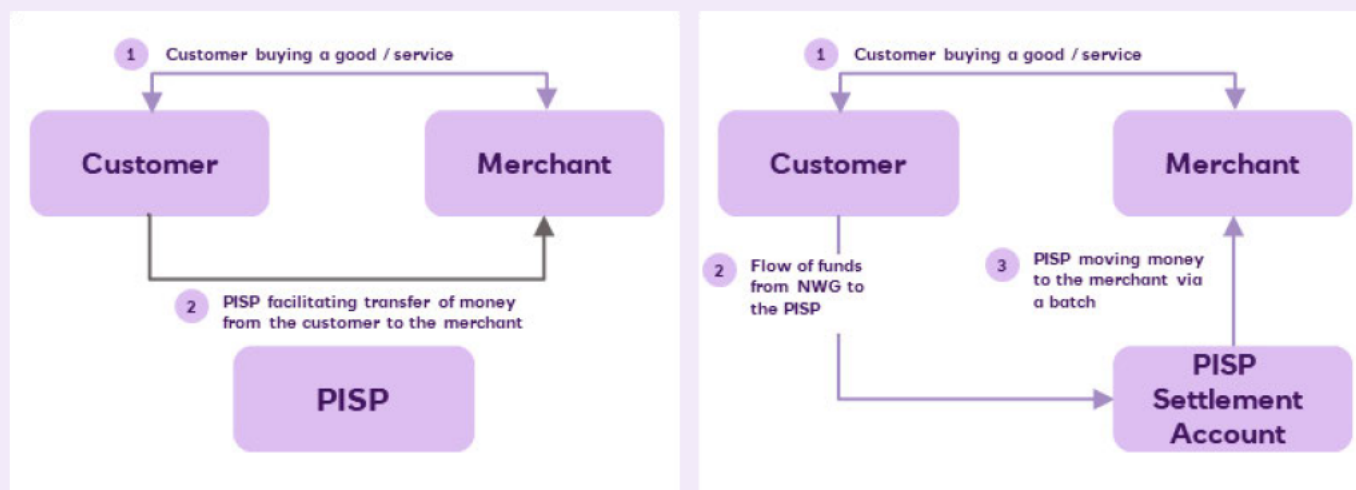 1 Customer buying a good / service
Customer
Merchant
2 PISP facilitating transfer of money
from the customer to the merchant
PISP
1 Customer buying a good / service
Customer
Merchant
2 Flow of funds
from NWG to
the PISP
3 PISP moving money
to the merchant via
a batch
PISP
Settlement
Account